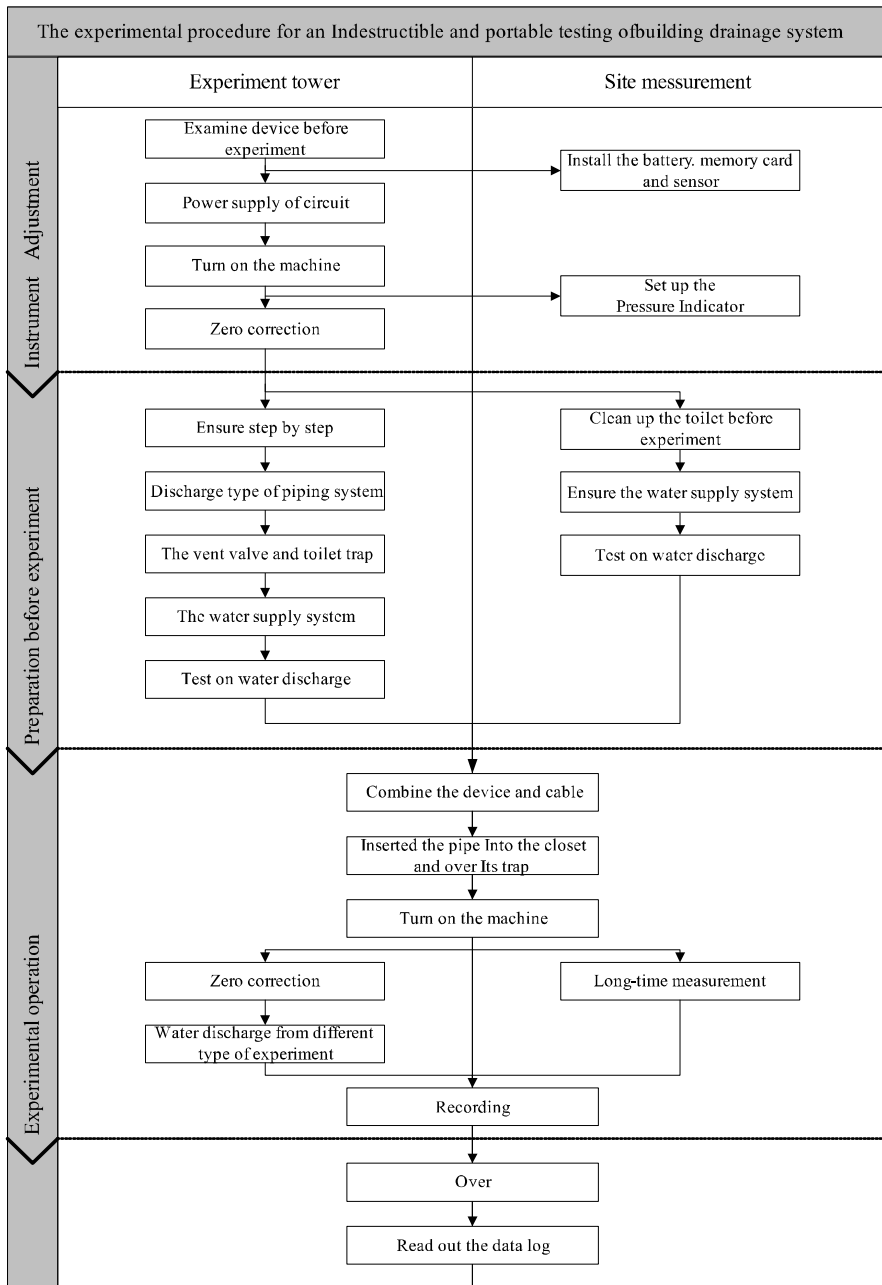 The experimental procedure for an Indestructible and portable testing ofbuilding drainage system
Experiment tower
Site messurement
Instrument Adjustment
Examine device before
experiment
Install the battery. memory card
and sensor
Power supply of circuit
Turn on the machine
Set up the
Pressure Indicator
Zero correction
Preparation before experiment
Ensure step by step
Clean up the toilet before
experiment
Discharge type of piping system
Ensure the water supply system
The vent valve and toilet trap
Test on water discharge
The water supply system
Test on water discharge
Experimental operation
Combine the device and cable
Inserted the pipe Into the closet
and over Its trap
Turn on the machine
Zero correction
Long-time measurement
Water discharge from different
type of experiment
Recording
Over
Read out the data log